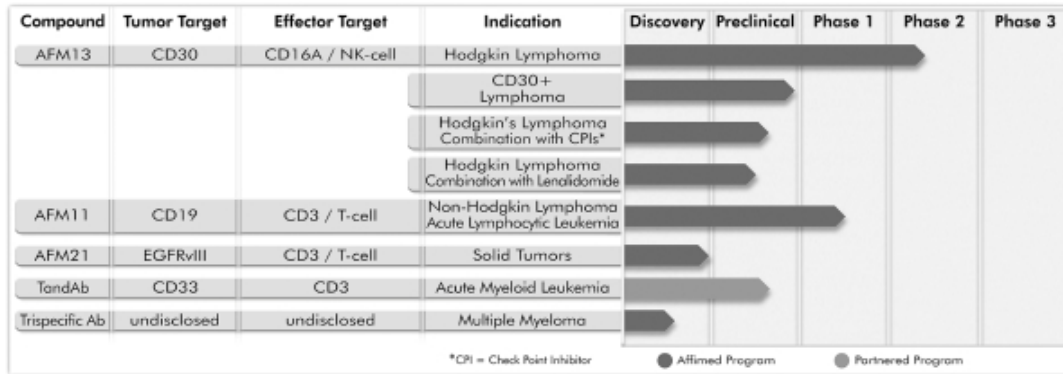 Compound Tumor Target Effector Target Indication Discovery Preclinical Phase 1 Phase 2 Phase 3
AFM13 CD30 CD16A / NK-cell Hodgkin Lymphoma
CD30+
Lymphoma
Hodgkin's Lymphoma
Combination with CPIs*
Hodgkin Lymphoma
Combination with Lenalidomide
AFM11 CD19 CD3 / T-cell Non-Hodgkin Lymphoma
Acute Lymphocytic Leukemia
AFM21 EGFRvIII CD3 / T-cell Solid Tumors
TandAb CD33 CD3 Acute Myeloid Leukemia
Trispecific Ab undisclosed undisclosed Multiple Myeloma
*CPI = Check Point Inhibitor Affimed Program Partnered Program